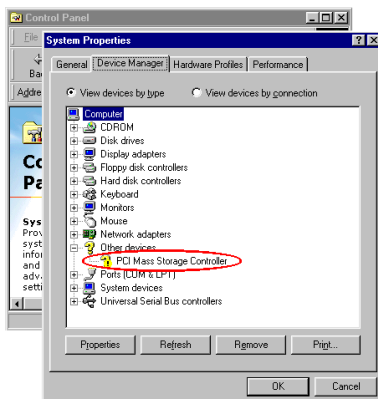 Control Panel
File
System Properties
General
Device Manager
Hardware Profiles
Performance
View devices by type
View devices by connection
Computer
CDROM
Disk drives
Display adapters
Floppy disk controllers
Hard disk controllers
Keyboard
Monitors
Mouse
Network adapters
Other devices
PCI Mass Storage Controller
Ports (COM & LPT)
System devices
Universal Serial Bus controllers
Properties
Refresh
Remove
Print...
OK
Cancel
Ba
Addre
Co
Pa
Sys
Prov
syst
infor
and
adva
setti